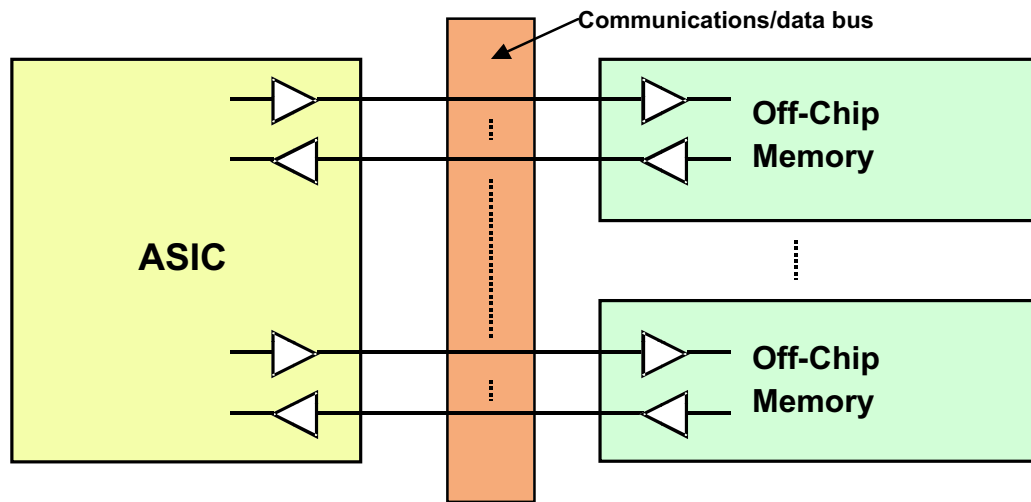 Communications/data bus
Off-Chip
Memory
ASIC
Off-Chip
Memory